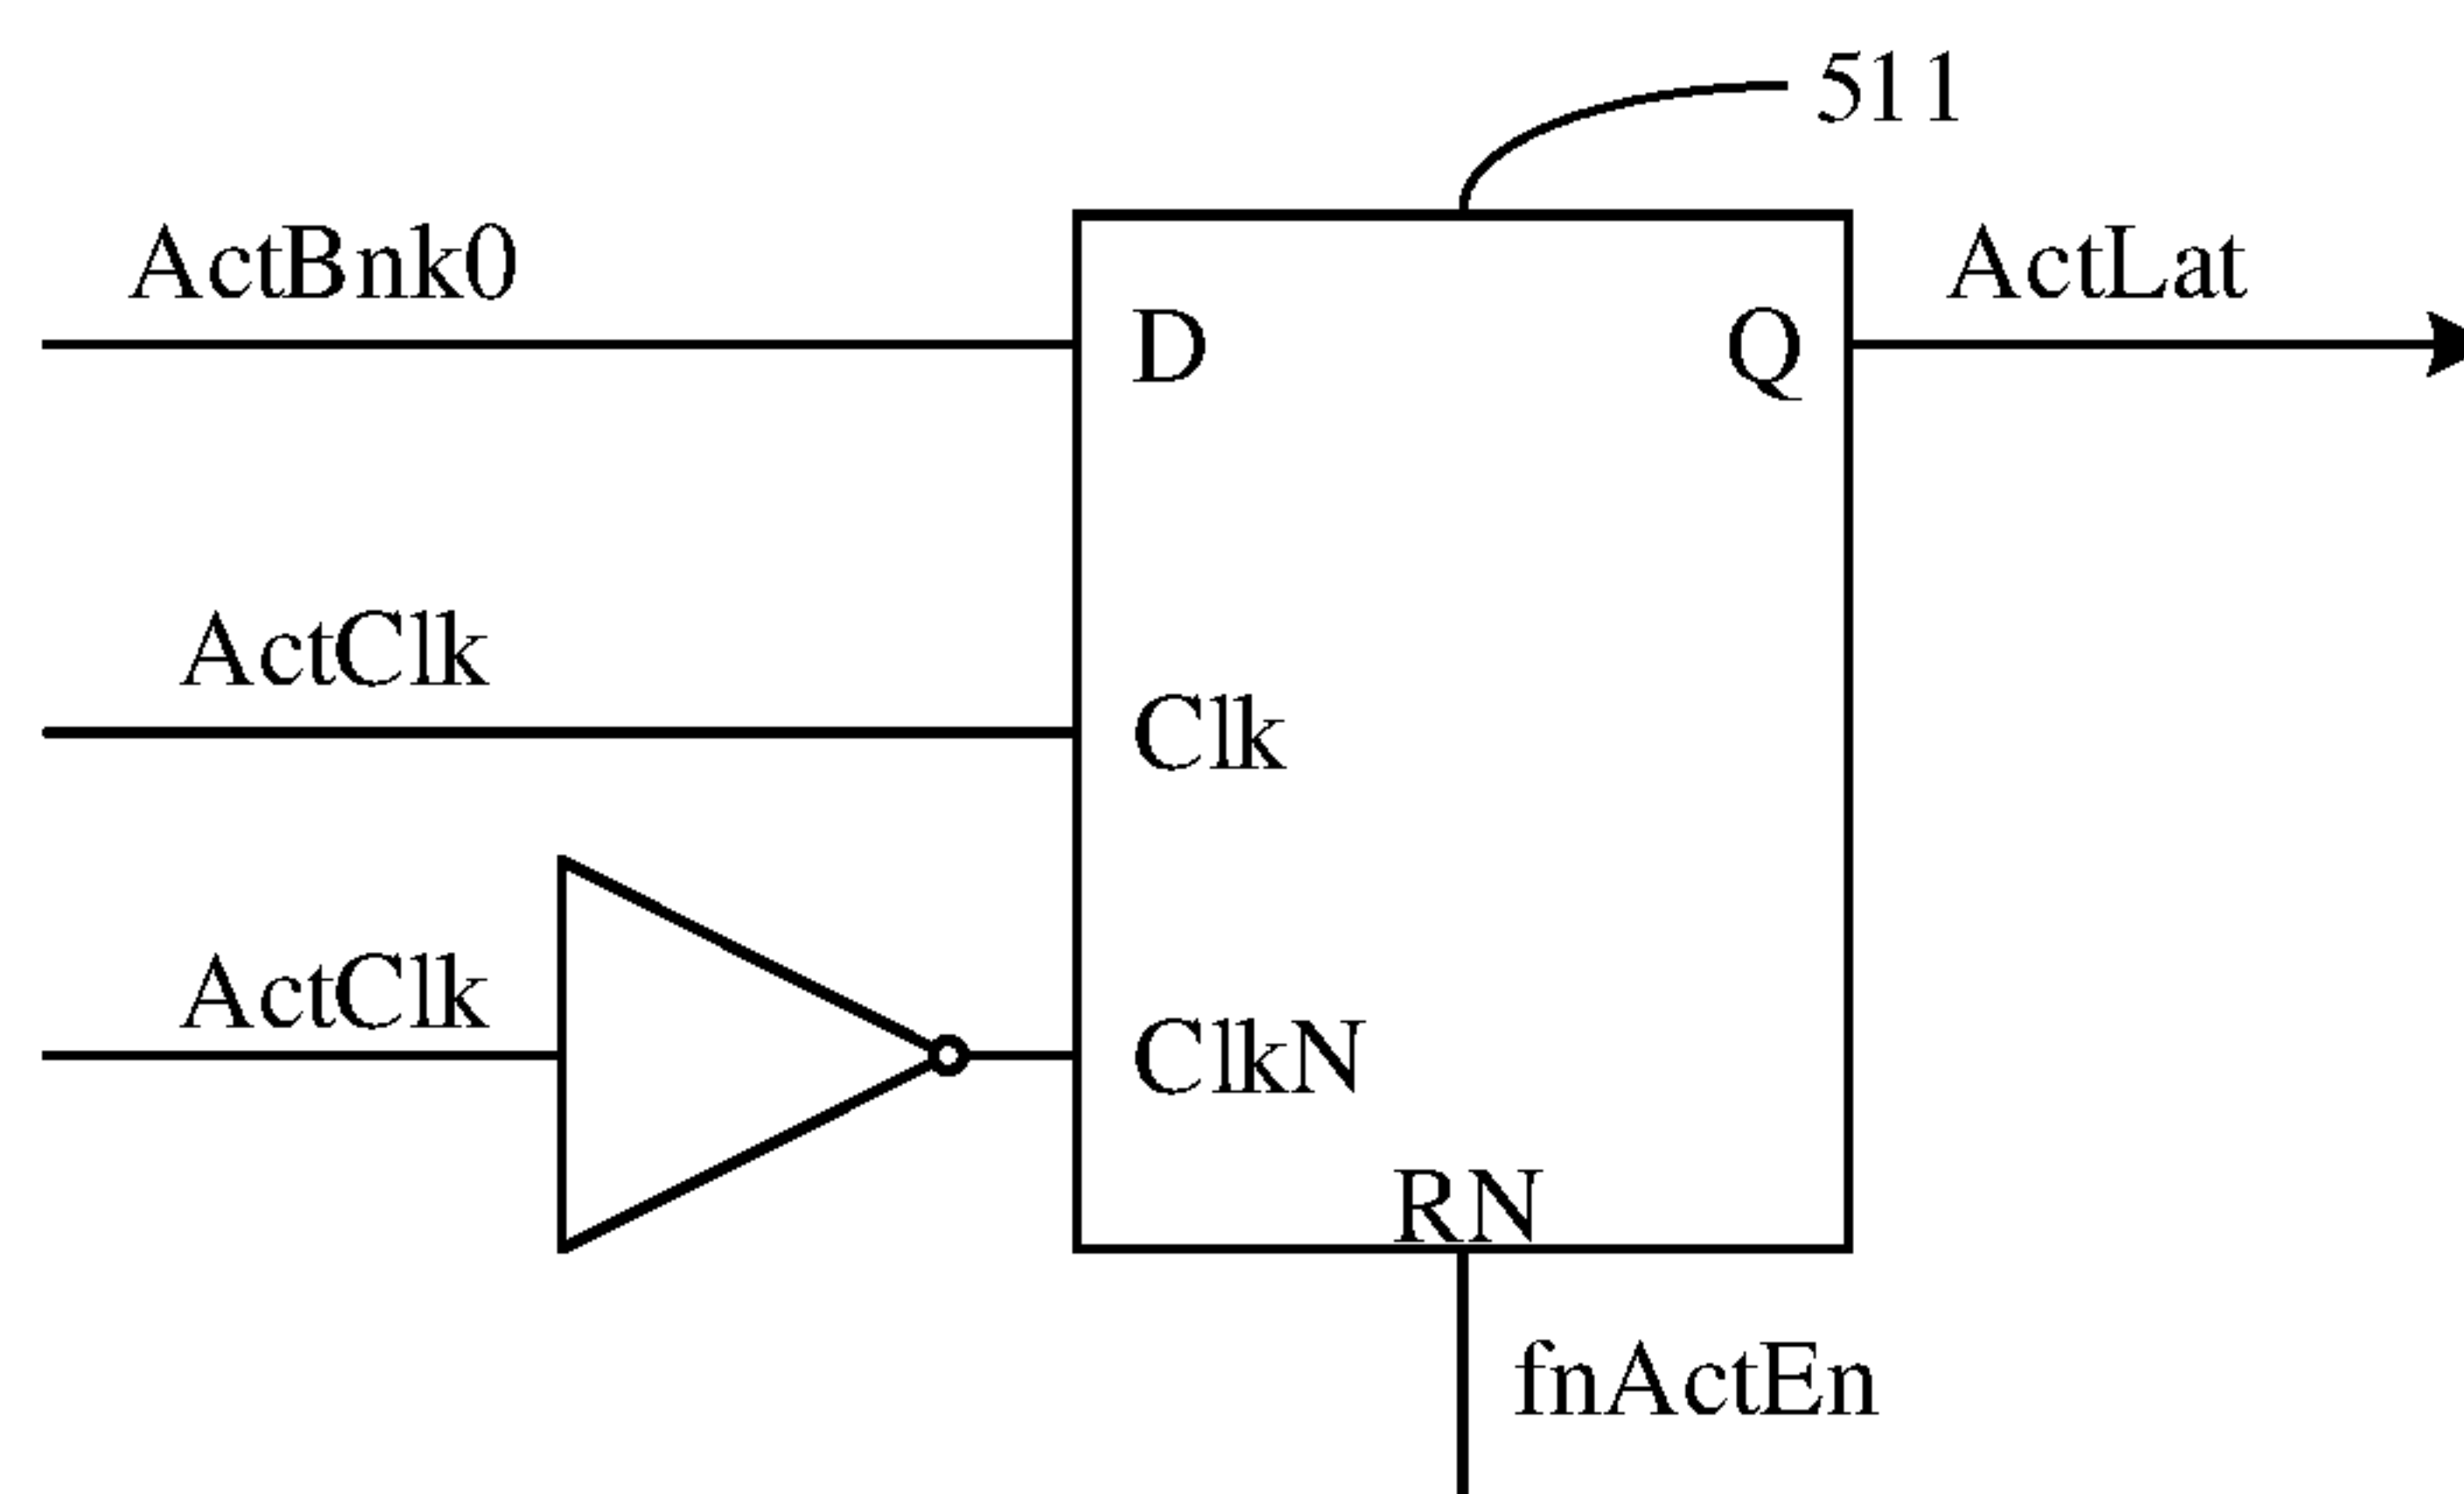 511
ActBnk0
ActLat
D
Q
ActClk
Clk
ActClk
ClkN
RN
fnActEn